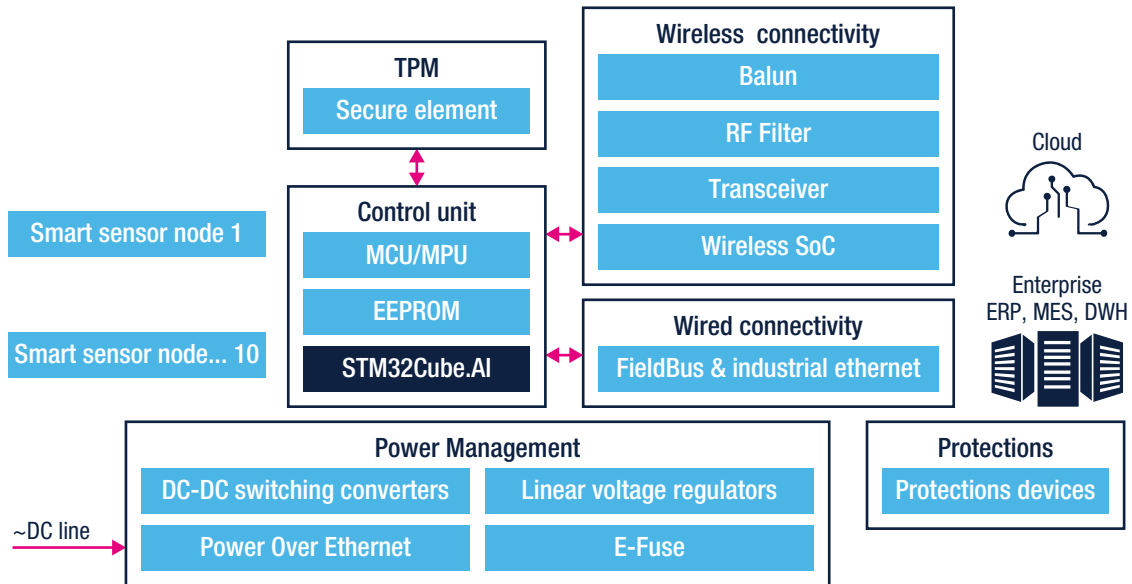 TPM
Secure element
Wireless connectivity
Balun
RF Filter
Transceiver
Wireless SoC
Cloud
Smart sensor node 1
Smart sensor node... 10
Control unit
MCU/MPU
EEPROM
STM32Cube.AI
Wired connectivity
FieldBus & industrial ethernet
Enterprise
ERP, MES, DWH
Power Management
DC-DC switching converters
Linear voltage regulators
Power Over Ethernet
E-Fuse
~DC line
Protections
Protections devices